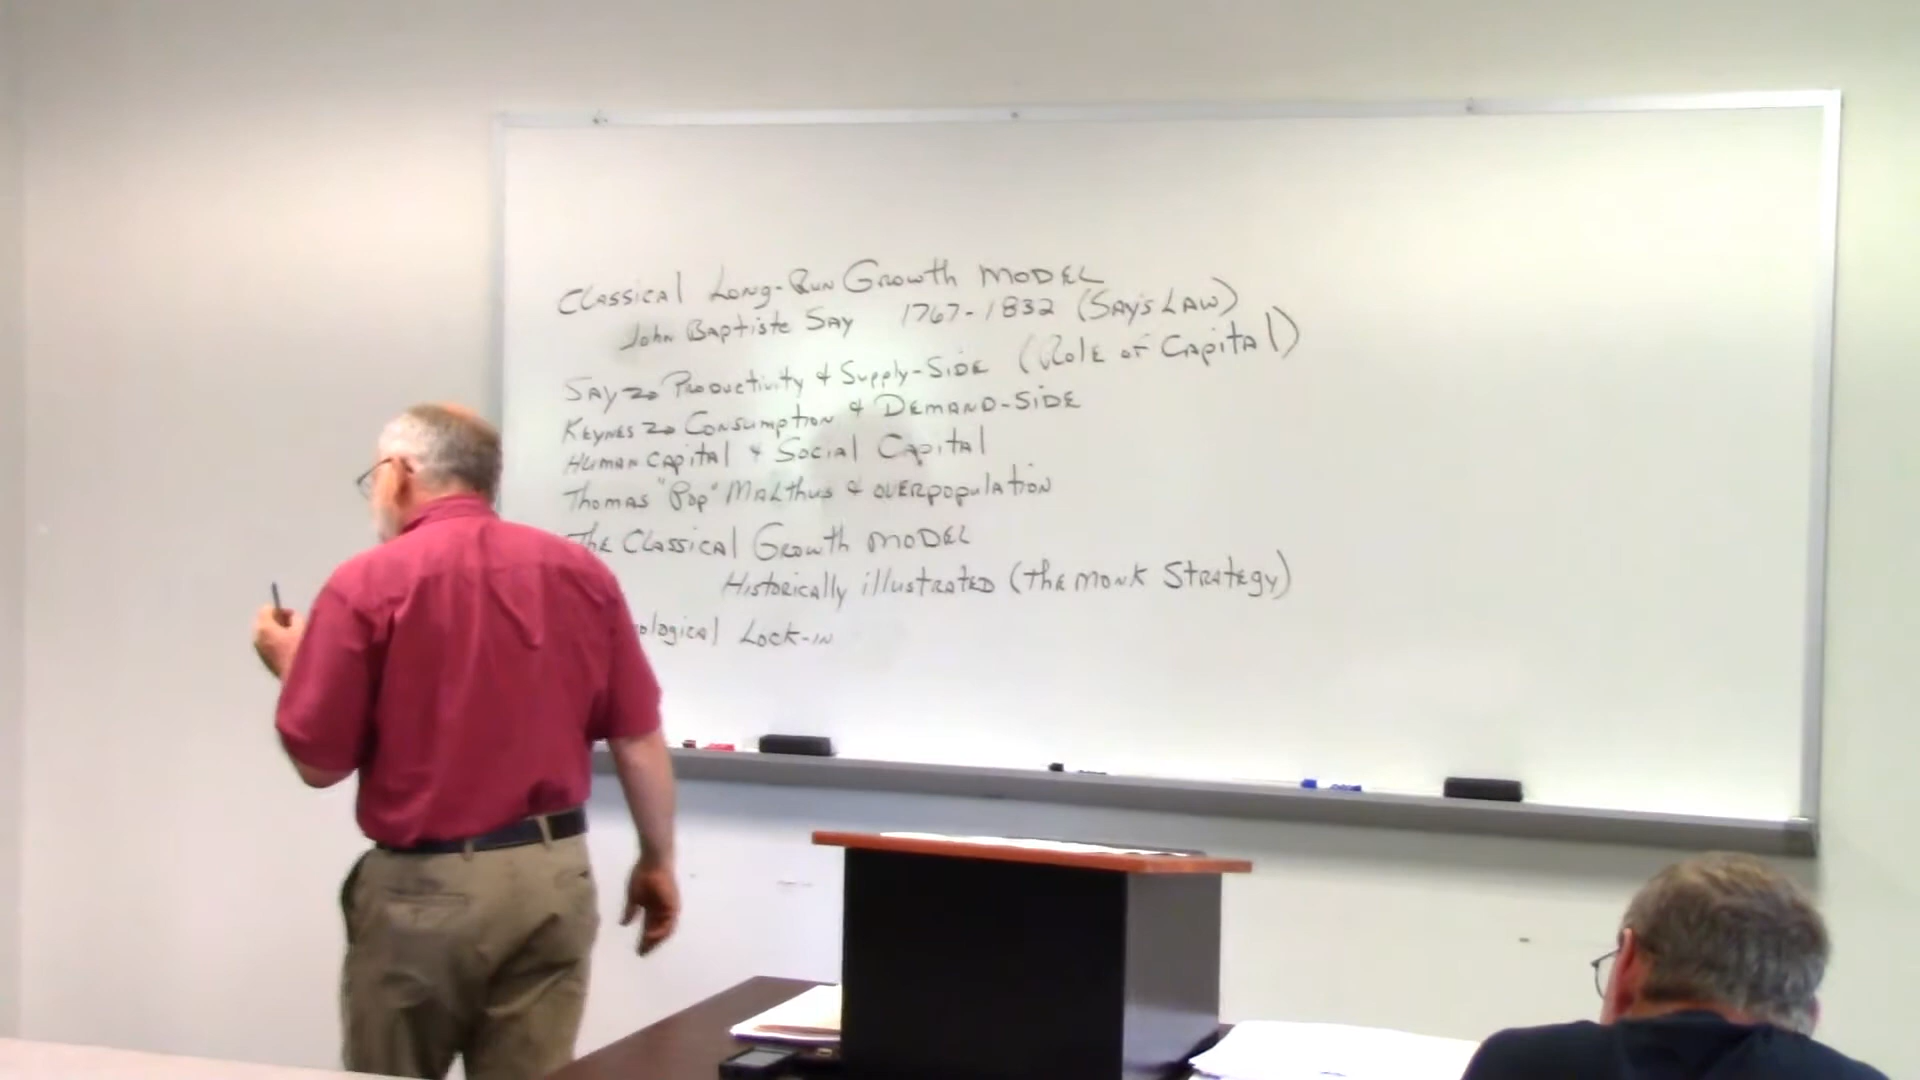 Classical Long-Run Growth Model
John Baptiste Say 1767-1832 (Say's Law)
Say → Productivity & Supply-Side (Role of Capital)
Keynes → Consumption & Demand-Side
Human Capital & Social Capital
Thomas "Pop" Malthus & overpopulation
The Classical Growth Model
Historically illustrated (the Monk Strategy)
ological Lock-in